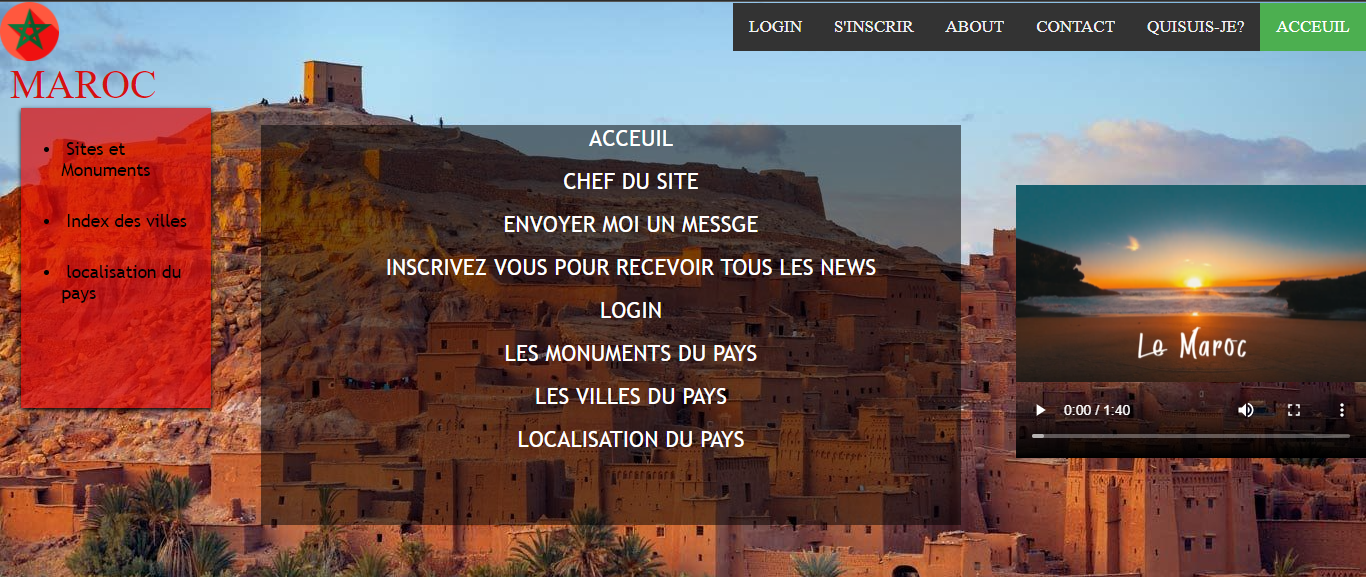 LOGIN S'INSCRIR ABOUT CONTACT QUISUIS-JE? ACCEUIL
MAROC
Sites et
Monuments
Index des villes
localisation du
pays
ACCEUIL
CHEF DU SITE
ENVOYER MOI UN MESSGE
INSCRIVEZ VOUS POUR RECEVOIR TOUS LES NEWS
LOGIN
LES MONUMENTS DU PAYS
LES VILLES DU PAYS
LOCALISATION DU PAYS
Le Maroc
0:00 / 1:40